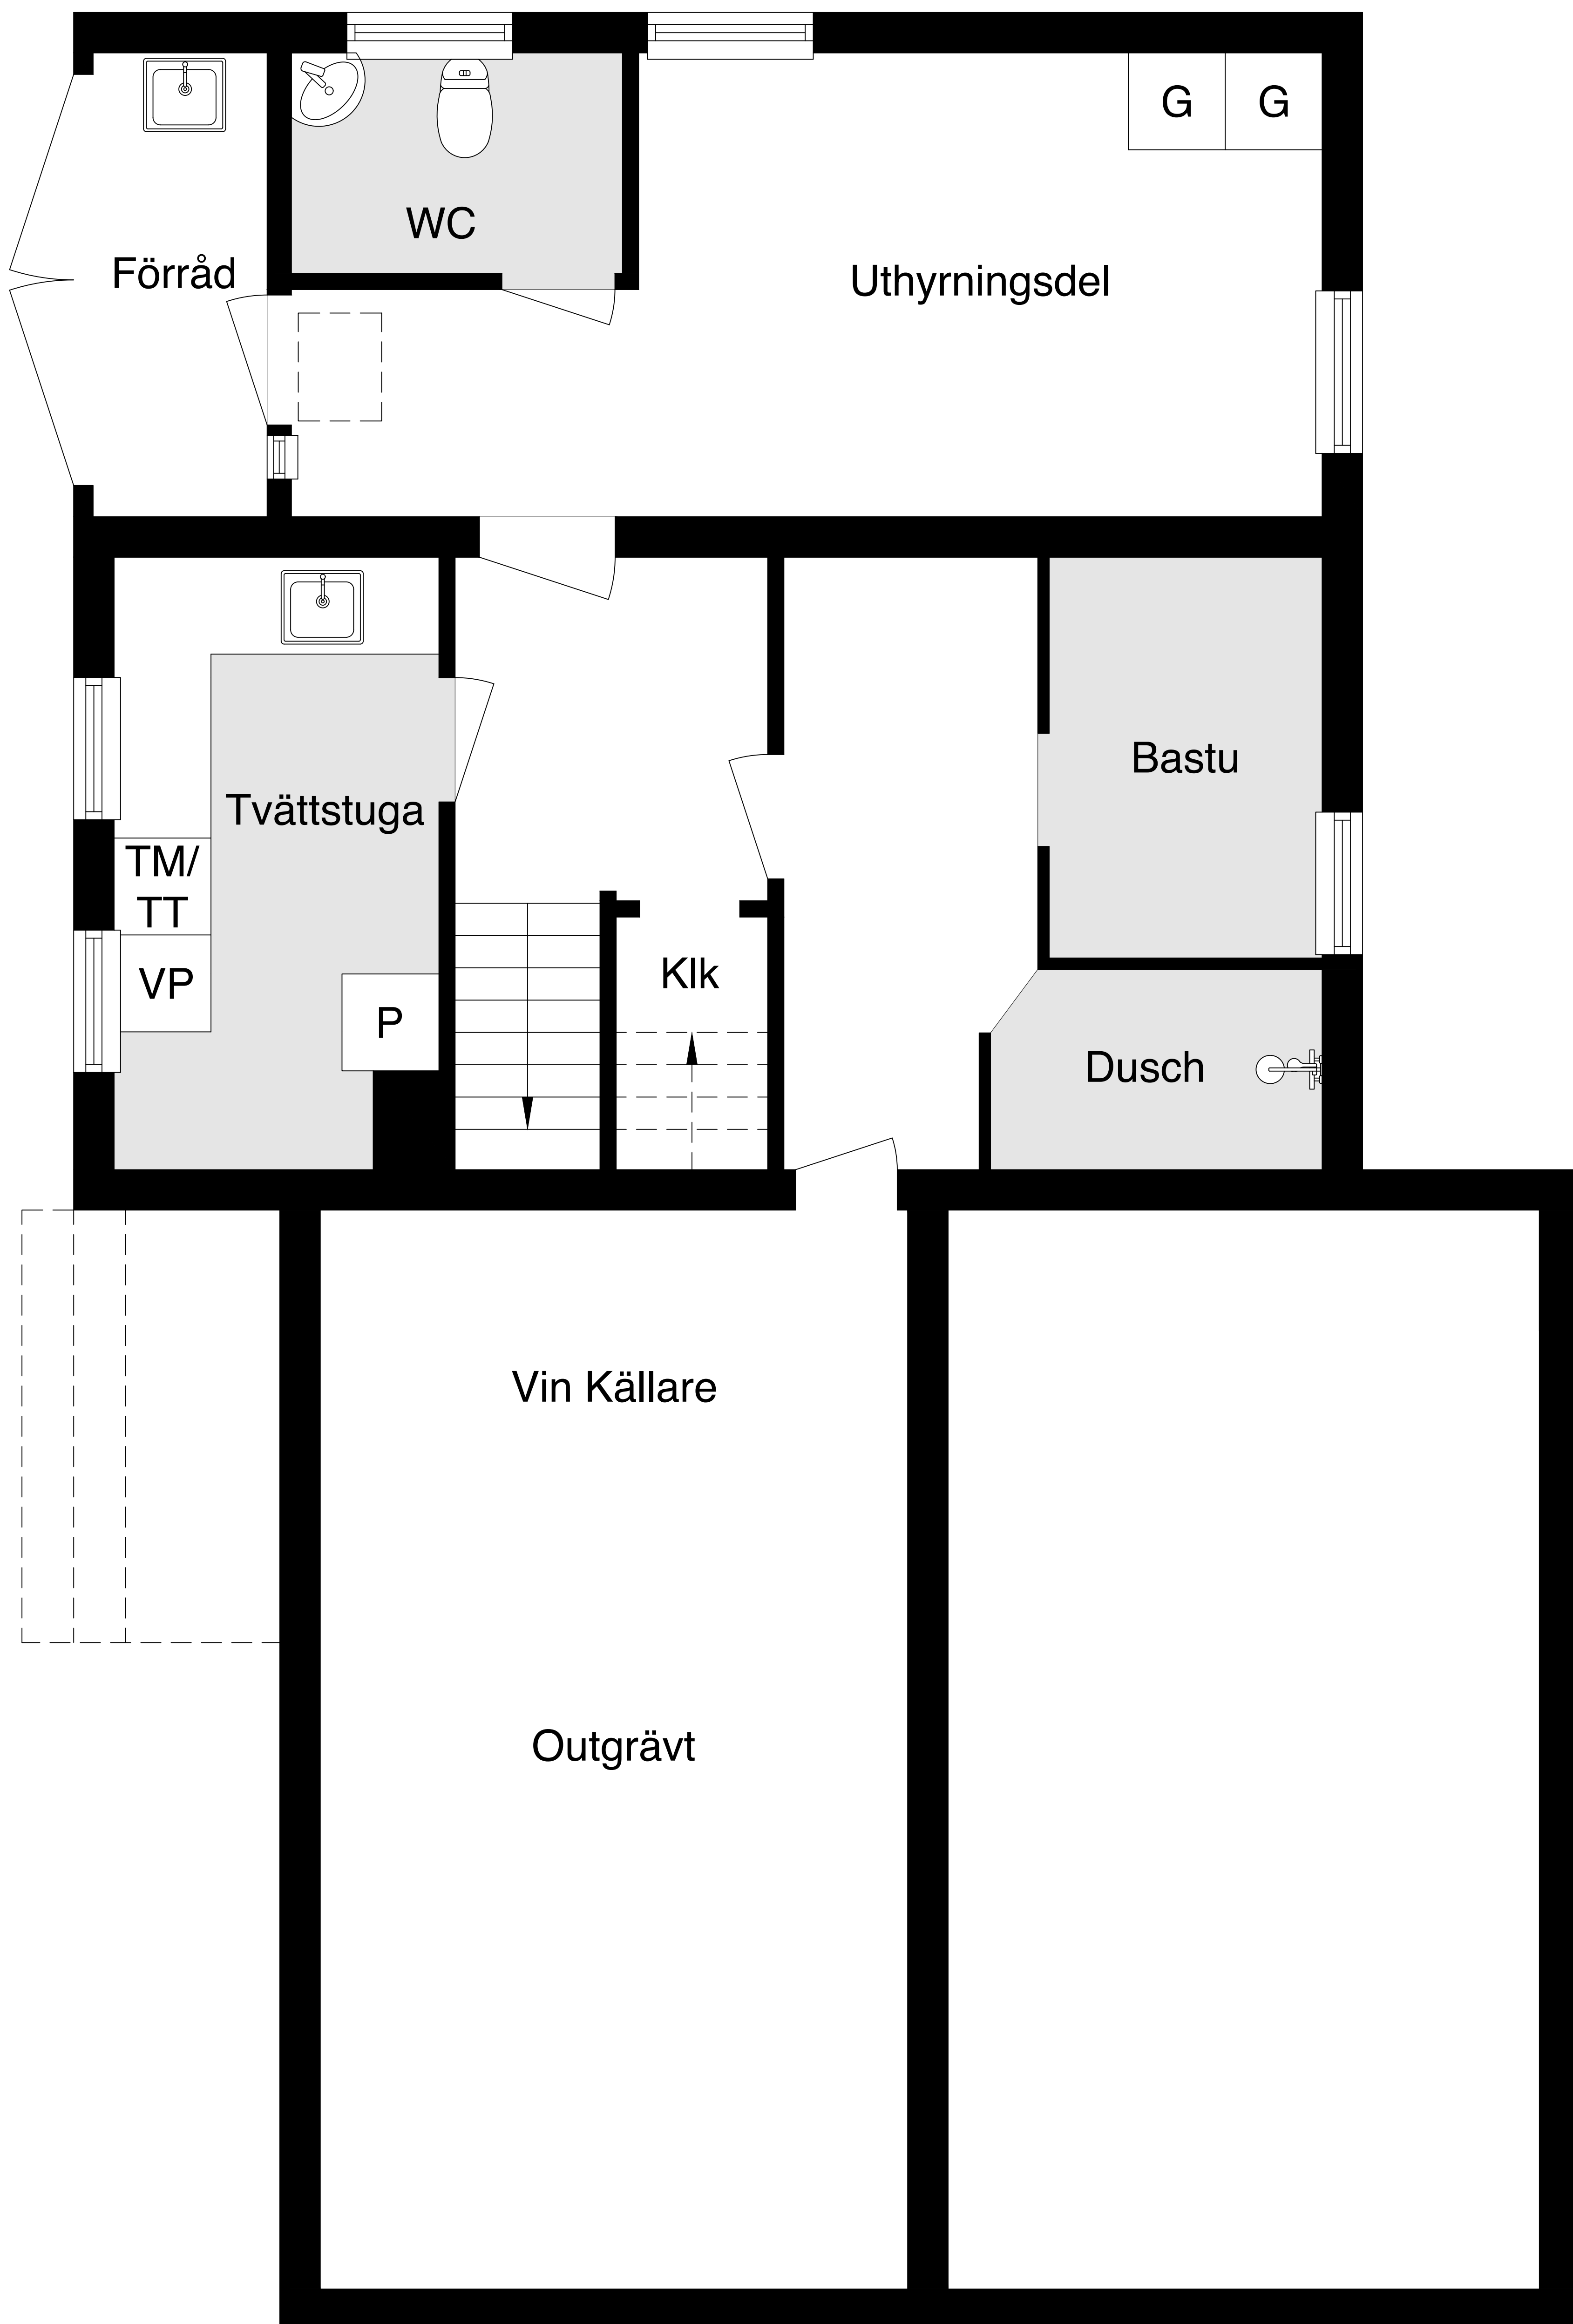 G G
WC
Förråd
Uthyrningsdel
Bastu
Tvättstuga
TM/
TT
VP
Klk
P
Dusch
Vin Källare
Outgrävt